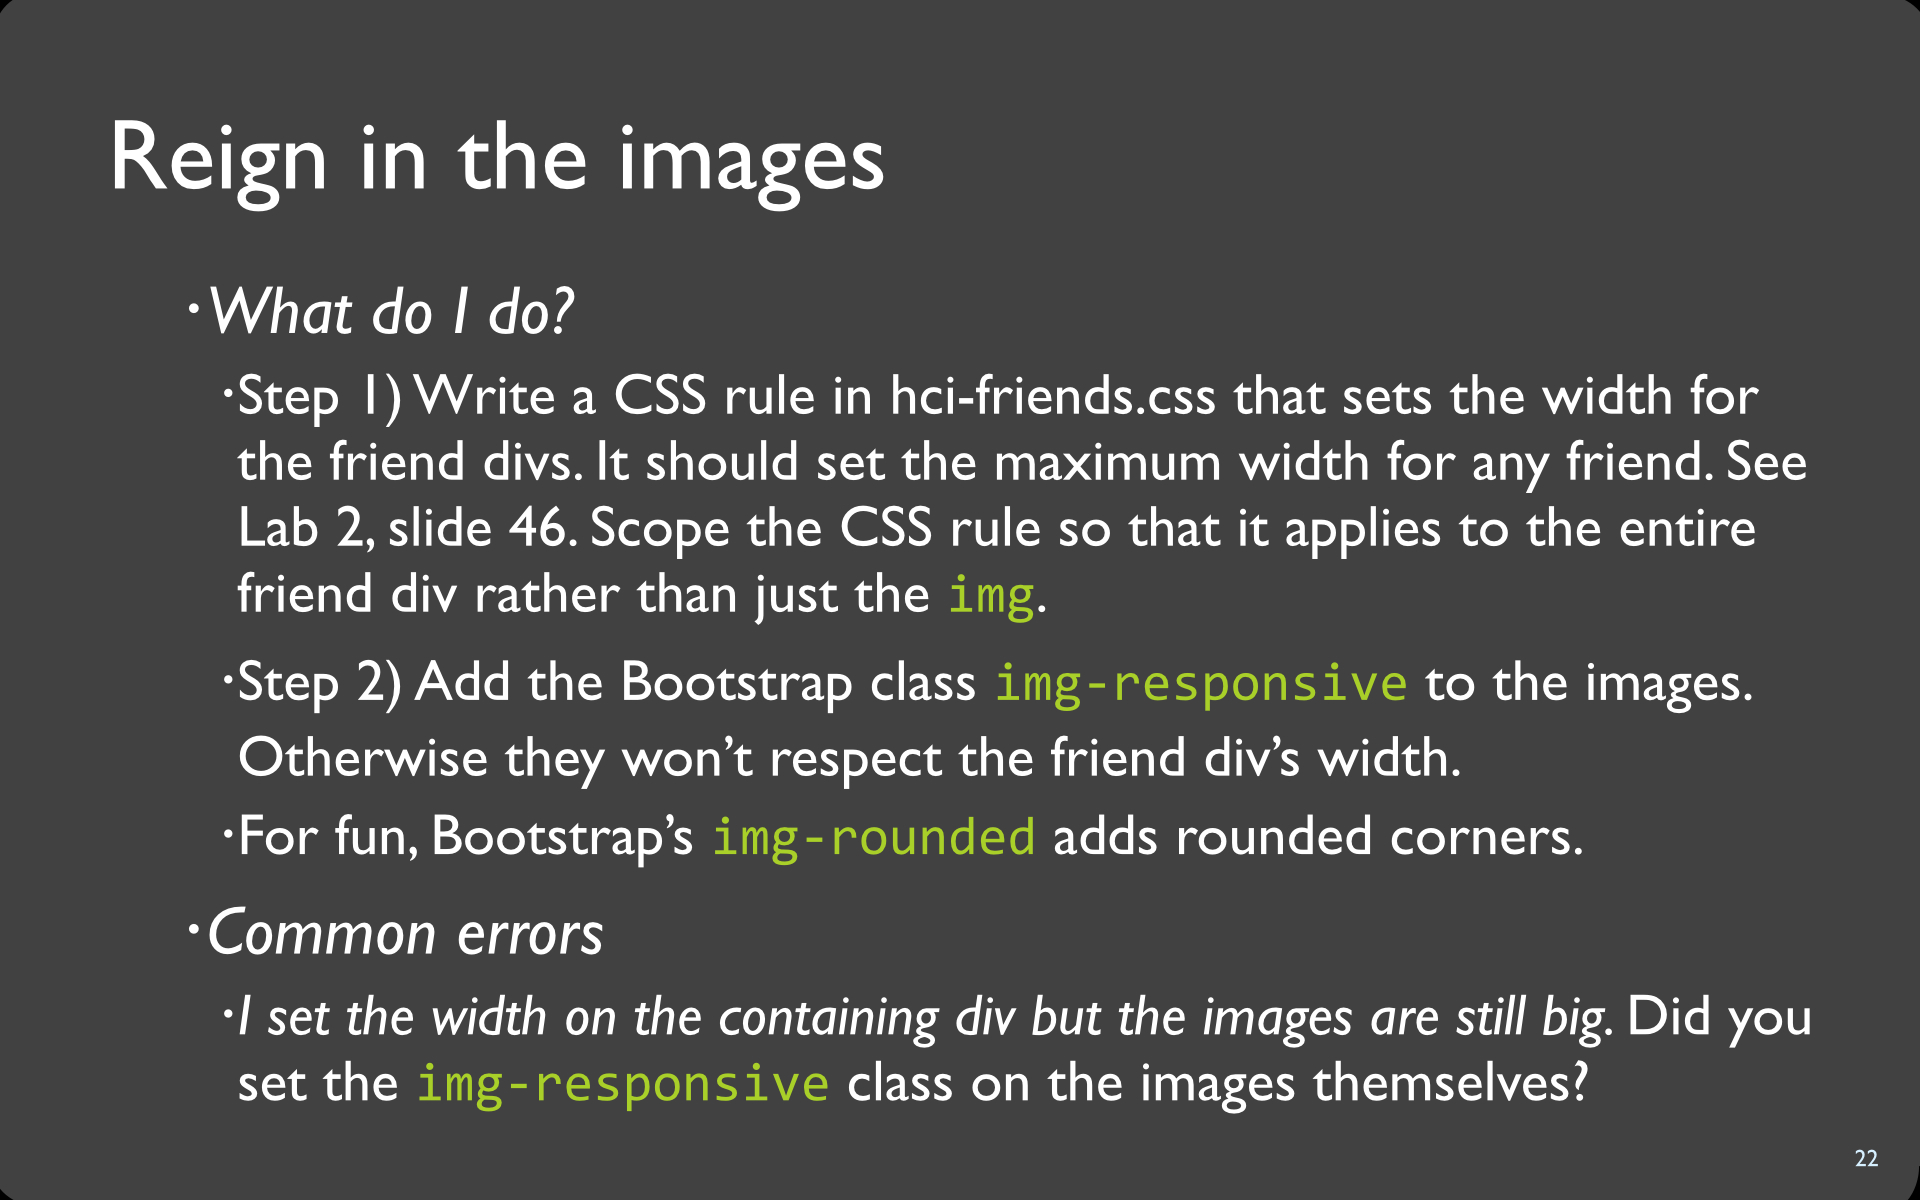 Reign in the images
·What do I do?
·Step 1) Write a CSS rule in hci-friends.css that sets the width for
the friend divs. It should set the maximum width for any friend. See
Lab 2, slide 46. Scope the CSS rule so that it applies to the entire
friend div rather than just the img.
·Step 2) Add the Bootstrap class img-responsive to the images.
Otherwise they won’t respect the friend div’s width.
·For fun, Bootstrap’s img-rounded adds rounded corners.
·Common errors
·I set the width on the containing div but the images are still big. Did you
set the img-responsive class on the images themselves?
22